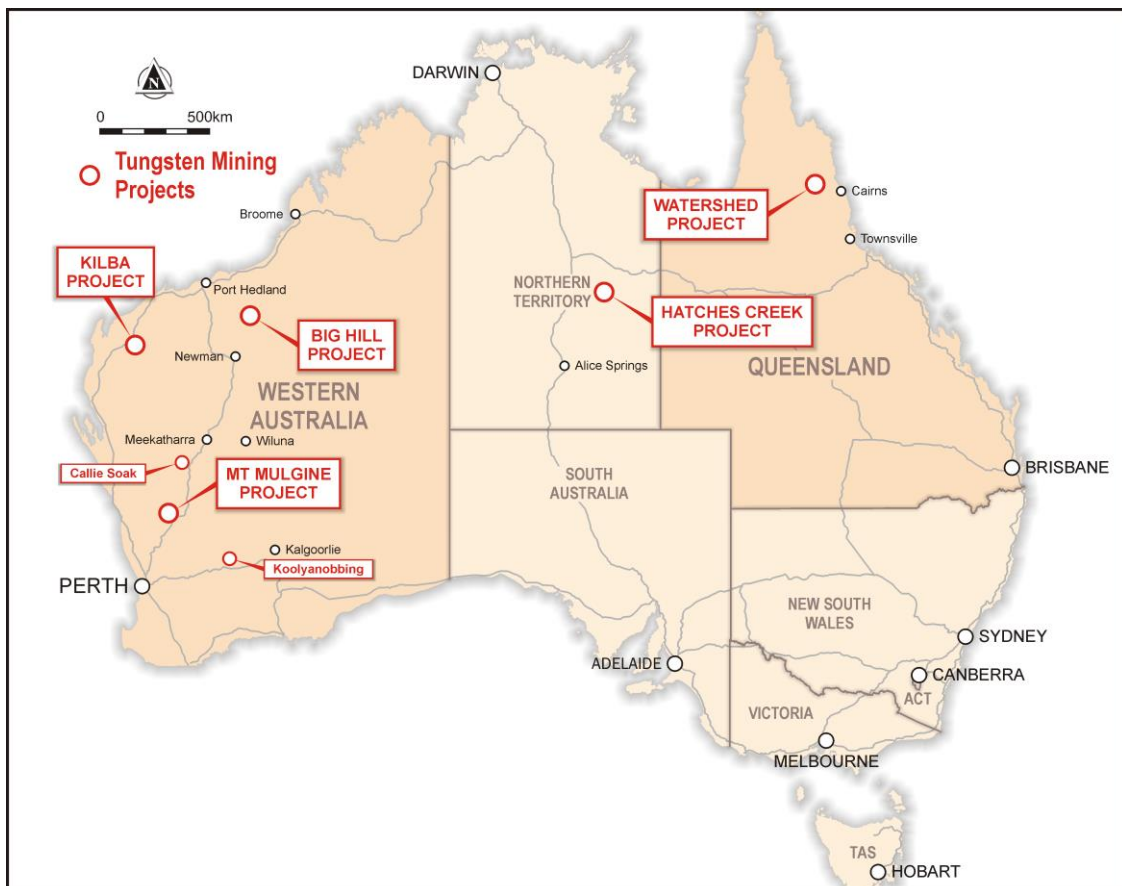 DARWIN
N
0 500km
Tungsten Mining
Projects
WATERSHED
PROJECT
Cairns
Broome
Townsville
KILBA
PROJECT
Port Hedland
NORTHERN
TERRITORY
HATCHES CREEK
PROJECT
BIG HILL
PROJECT
Newman
Alice Springs
QUEENSLAND
WESTERN
AUSTRALIA
Meekatharra
Wiluna
Callie Soak
MT MULGINE
PROJECT
SOUTH
AUSTRALIA
BRISBANE
Kalgoorlie
Koolyanobbing
PERTH
NEW SOUTH
WALES
SYDNEY
ADELAIDE
CANBERRA
ACT
VICTORIA
MELBOURNE
TAS
HOBART